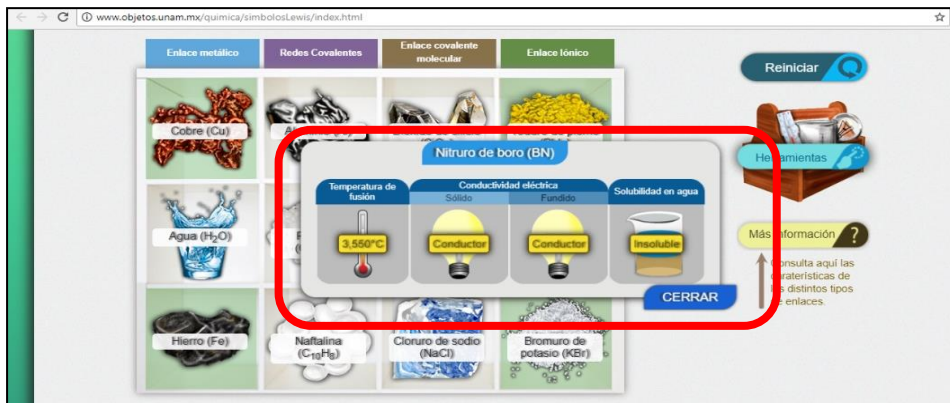 www.objetos.unam.mx/quimica/simbolosLewis/index.html
Enlace metálico
Redes Covalentes
Enlace covalente
molecular
Enlace Iónico
Reiniciar
Cobre (Cu)
Nitruro de boro (BN)
Temperatura de
fusión
Conductividad eléctrica
Sólido
Fundido
Solubilidad en agua
3,550°C
Conductor
Conductor
Insoluble
CERRAR
Agua (H₂O)
Herramientas
Más información ?
Consulta aquí las
caraterísticas de
los distintos tipos
de enlaces.
Hierro (Fe)
Naftalina
(C₁₀H₈)
Cloruro de sodio
(NaCl)
Bromuro de
potasio (KBr)